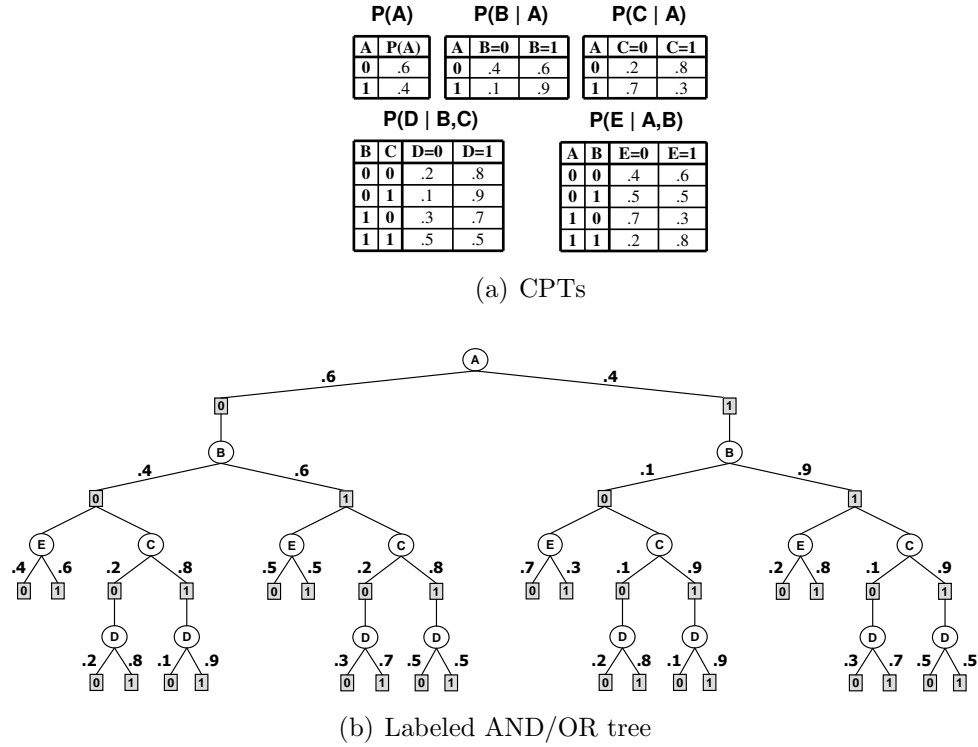 P(A) P(B | A) P(C | A)
A P(A) A B=0 B=1 A C=0 C=1
0 .6 0 .4 .6 0 .2 .8
1 .4 1 .1 .9 1 .7 .3
P(D | B,C) P(E | A,B)
B C D=0 D=1 A B E=0 E=1
0 0 .2 .8 0 0 .4 .6
0 1 .1 .9 0 1 .5 .5
1 0 .3 .7 1 0 .7 .3
1 1 .5 .5 1 1 .2 .8
(a) CPTs
A
.6 .4
0 1
B B
.4 .6 .1 .9
0 1 0 1
E C E C E C E C
.4 .6 .2 .8 .5 .5 .2 .8 .7 .3 .1 .9 .2 .8 .1 .9
0 1 0 1 0 1 0 1 0 1 0 1 0 1 0 1
D D D D D D D D
.2 .8 .1 .9 .3 .7 .5 .5 .2 .8 .1 .9 .3 .7 .5 .5
0 1 0 1 0 1 0 1 0 1 0 1 0 1 0 1
(b) Labeled AND/OR tree